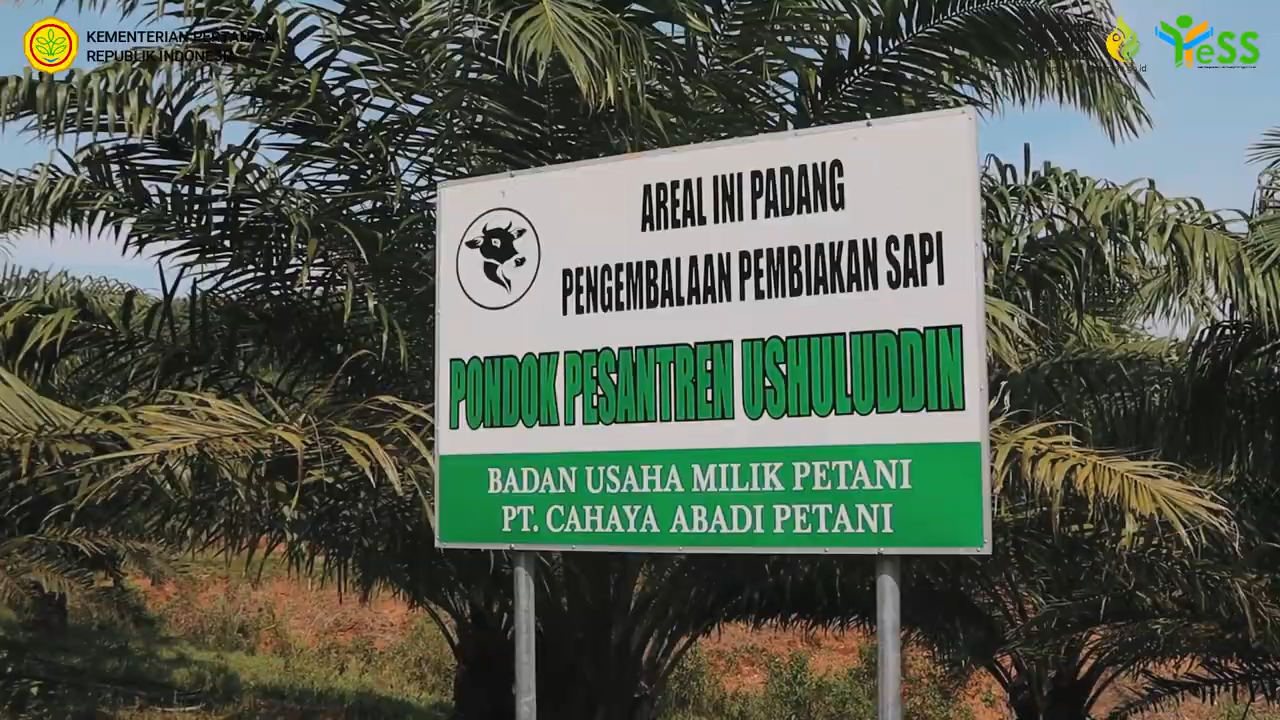 KEMENTERIAN PERTANIAN
REPUBLIK INDONESIA
YeSS
AREAL INI PADANG
PENGEMBALAAN PEMBIAKAN SAPI
PONDOK PESANTREN USHULUDDIN
BADAN USAHA MILIK PETANI
PT. CAHAYA ABADI PETANI